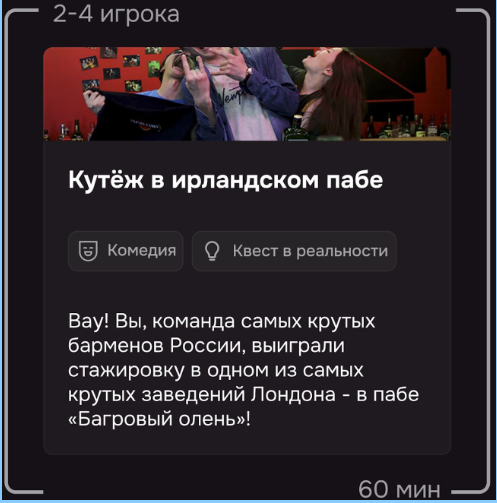 2-4 игрока
Кутёж в ирландском пабе
Комедия
Квест в реальности
Вау! Вы, команда самых крутых
барменов России, выиграли
стажировку в одном из самых
крутых заведений Лондона - в пабе
«Багровый олень»!
60 мин